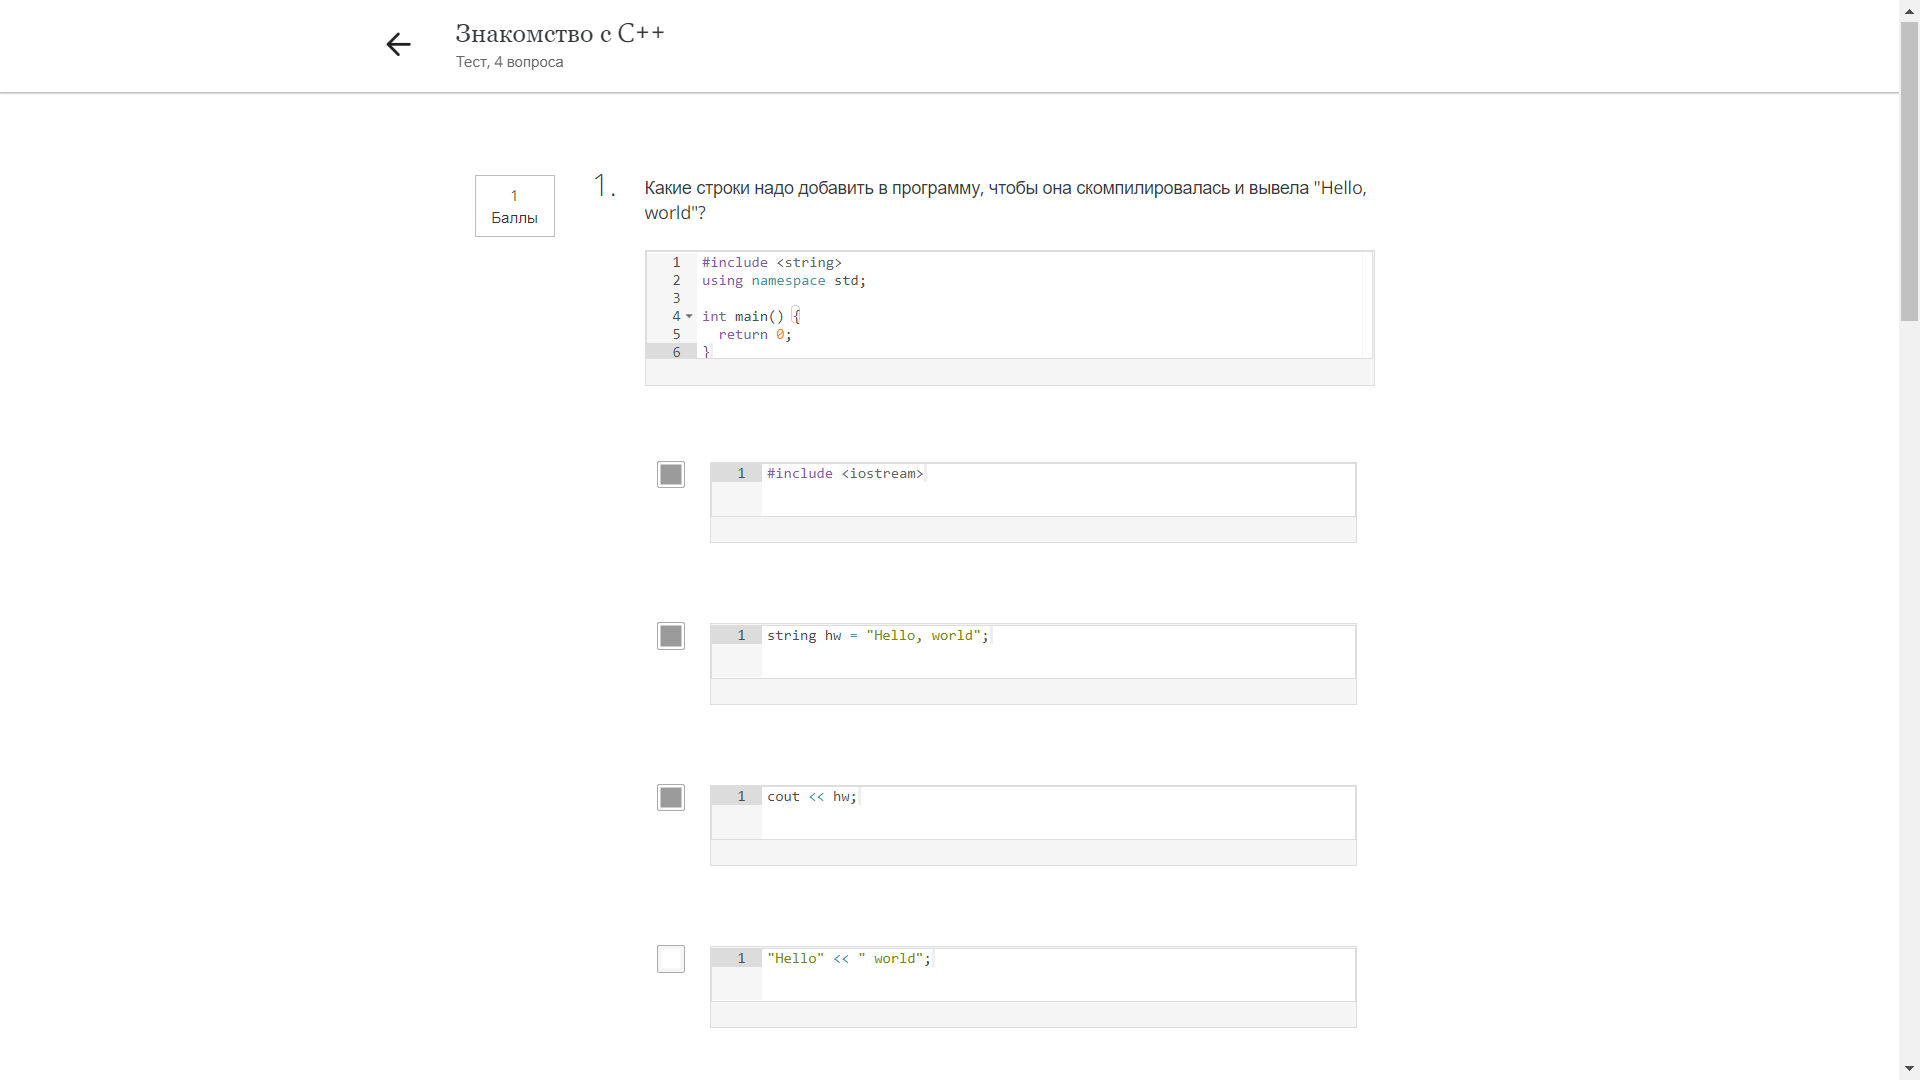 Знакомство с C++
Тест, 4 вопроса
1
Баллы
1.
Какие строки надо добавить в программу, чтобы она скомпилировалась и вывела "Hello,
world"?
1 #include <string>
2 using namespace std;
3
4 int main() {
5   return 0;
6 }
1 #include <iostream>
1 string hw = "Hello, world";
1 cout << hw;
1 "Hello" << " world";